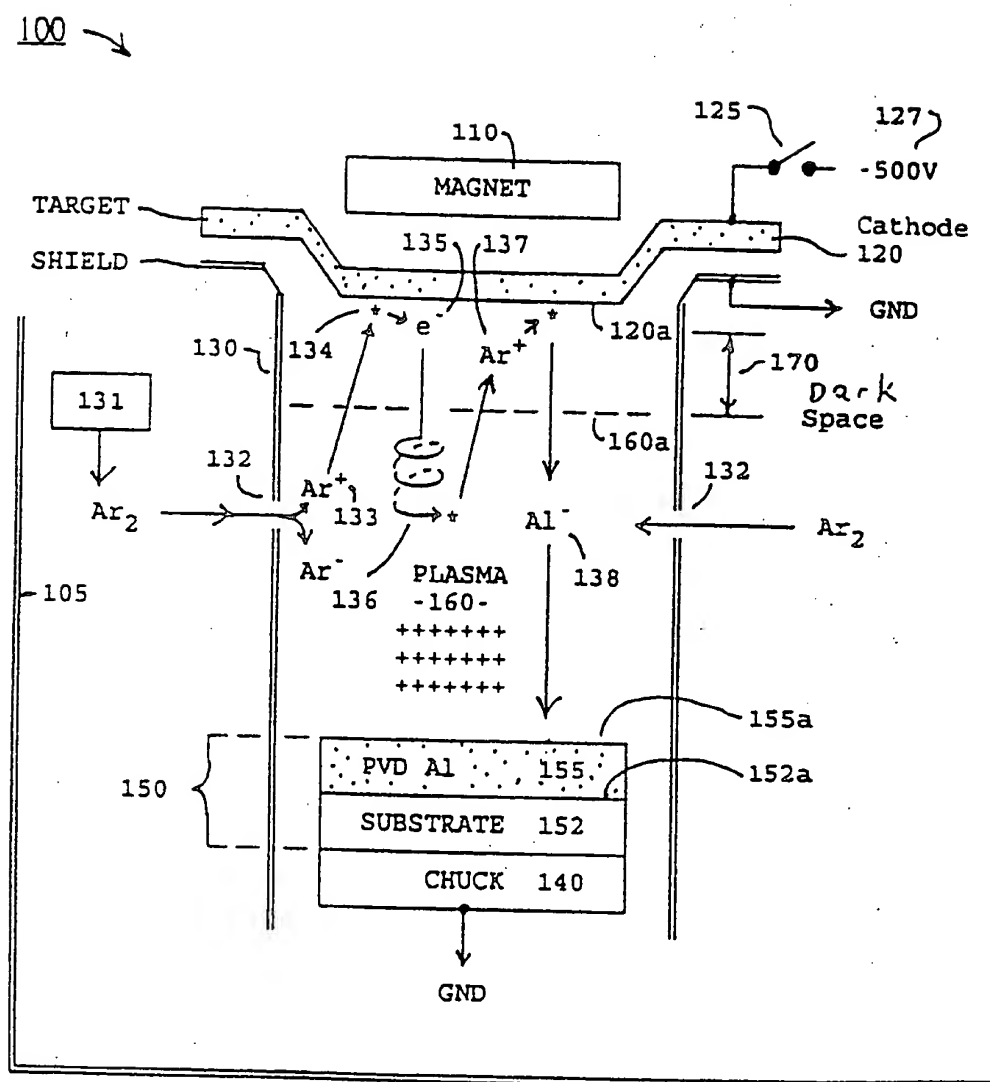 100
125
127
110
-500V
MAGNET
TARGET
Cathode
120
135
137
SHIELD
* e-
*
GND
134
120a
130
Ar+
170
131
Dark
Space
160a
132
132
Ar+
133
Ar2
Al-
Ar2
Ar-
138
136
PLASMA
-160-
105
+++++++
+++++++
+++++++
155a
PVD Al 155
152a
150
SUBSTRATE 152
CHUCK 140
GND